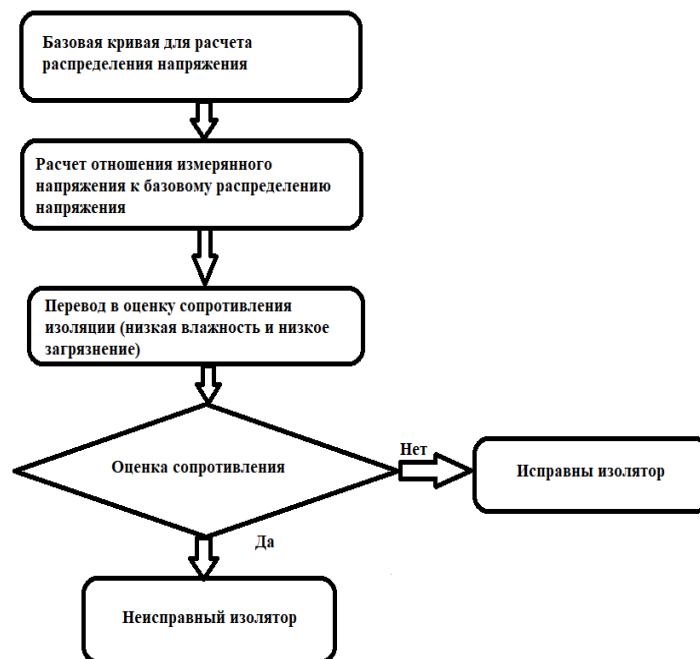 Базовая кривая для расчета
распределения напряжения
Расчет отношения измерянного
напряжения к базовому распределению
напряжения
Перевод в оценку сопротивления
изоляции (низкая влажность и низкое
загрязнение)
Оценка сопротивления
Нет
Исправны изолятор
Да
Неисправный изолятор